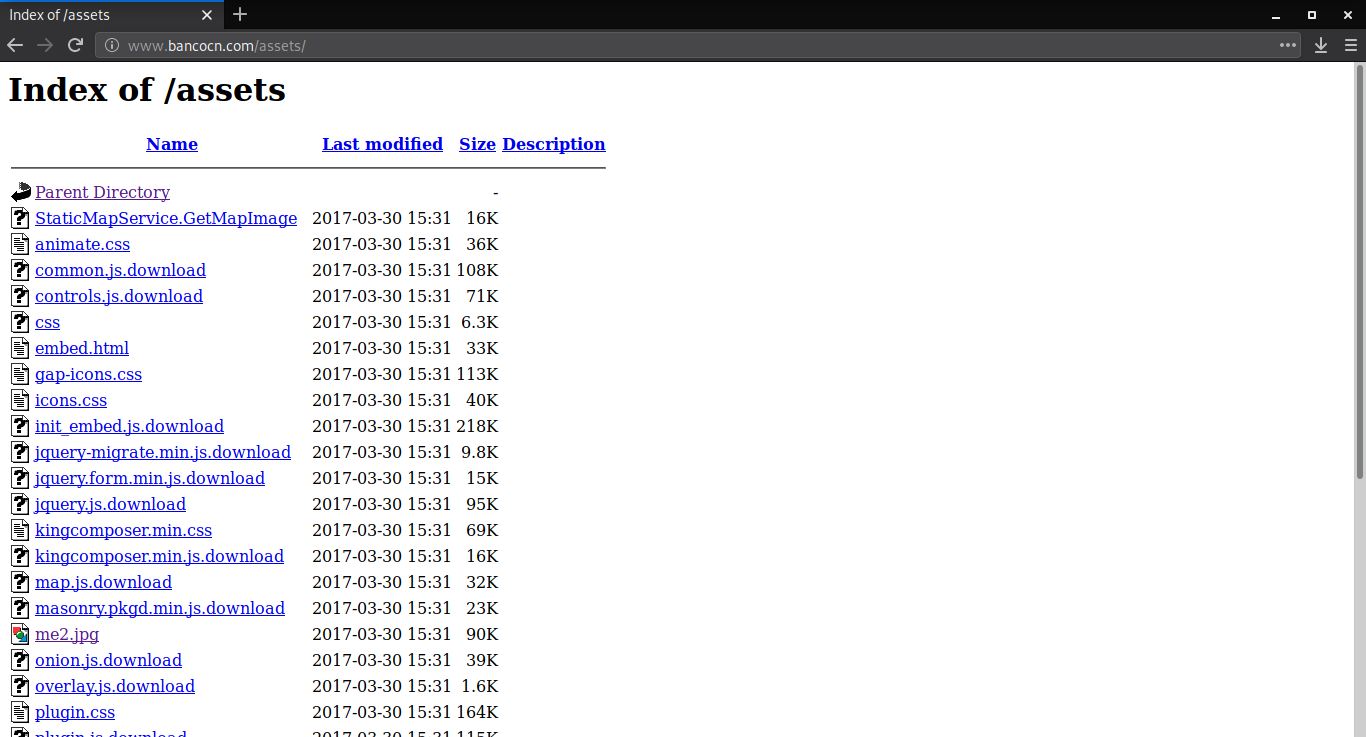 Index of /assets
www.bancocn.com/assets/
Index of /assets
Name Last modified Size Description
Parent Directory -
StaticMapService.GetMapImage 2017-03-30 15:31 16K
animate.css 2017-03-30 15:31 36K
common.js.download 2017-03-30 15:31 108K
controls.js.download 2017-03-30 15:31 71K
css 2017-03-30 15:31 6.3K
embed.html 2017-03-30 15:31 33K
gap-icons.css 2017-03-30 15:31 113K
icons.css 2017-03-30 15:31 40K
init_embed.js.download 2017-03-30 15:31 218K
jquery-migrate.min.js.download 2017-03-30 15:31 9.8K
jquery.form.min.js.download 2017-03-30 15:31 15K
jquery.js.download 2017-03-30 15:31 95K
kingcomposer.min.css 2017-03-30 15:31 69K
kingcomposer.min.js.download 2017-03-30 15:31 16K
map.js.download 2017-03-30 15:31 32K
masonry.pkgd.min.js.download 2017-03-30 15:31 23K
me2.jpg 2017-03-30 15:31 90K
onion.js.download 2017-03-30 15:31 39K
overlay.js.download 2017-03-30 15:31 1.6K
plugin.css 2017-03-30 15:31 164K
plugin.js.download 2017-03-30 15:31 115K